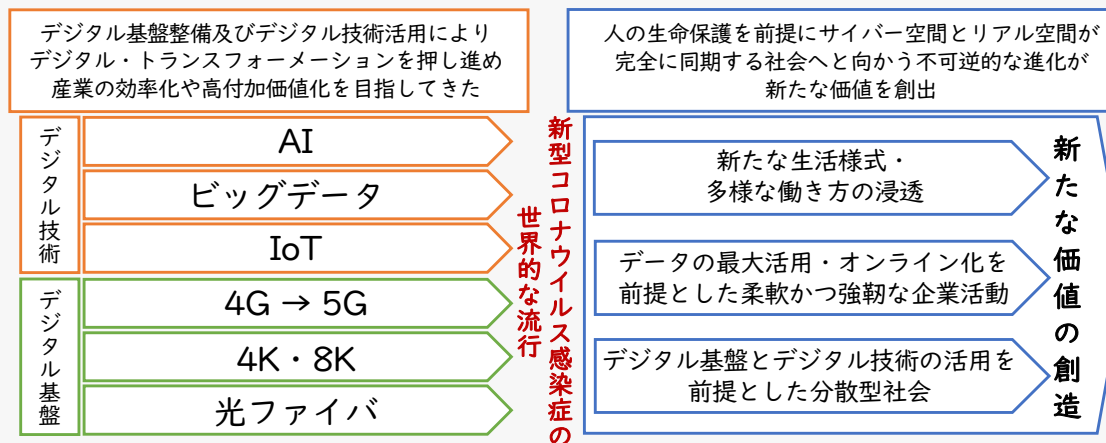 デジタル基盤整備及びデジタル技術活用により
デジタル・トランスフォーメーションを押し進め
産業の効率化や高付加価値化を目指してきた
デジタル技術
AI
ビッグデータ
IoT
デジタル基盤
4G → 5G
4K・8K
光ファイバ
新型コロナウイルス感染症の
世界的な流行
人の生命保護を前提にサイバー空間とリアル空間が
完全に同期する社会へと向かう不可逆的な進化が
新たな価値を創出
新たな生活様式・
多様な働き方の浸透
データの最大活用・オンライン化を
前提とした柔軟かつ強靭な企業活動
デジタル基盤とデジタル技術の活用を
前提とした分散型社会
新たな価値の創造